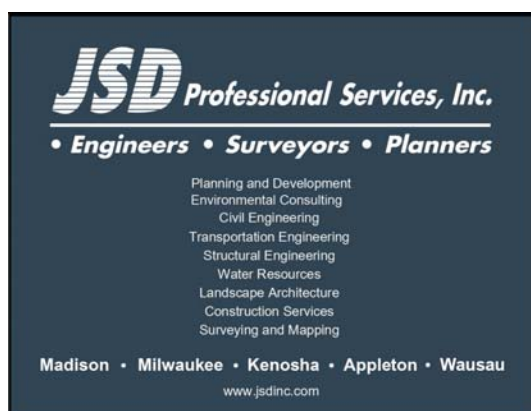 JSD Professional Services, Inc.
• Engineers • Surveyors • Planners
Planning and Development
Environmental Consulting
Civil Engineering
Transportation Engineering
Structural Engineering
Water Resources
Landscape Architecture
Construction Services
Surveying and Mapping
Madison • Milwaukee • Kenosha • Appleton • Wausau
www.jsdinc.com